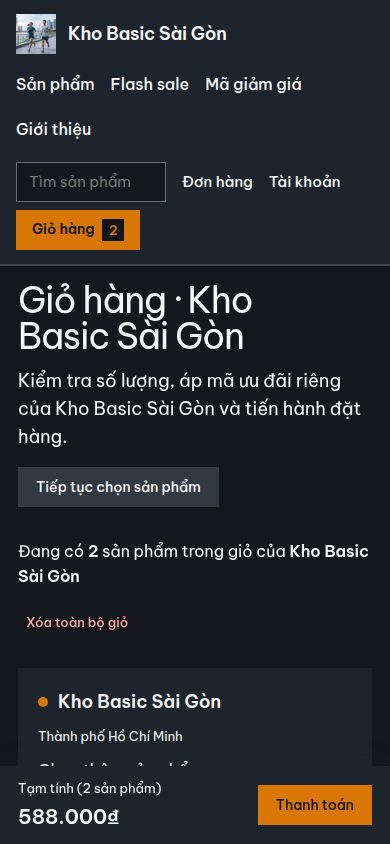 Kho Basic Sài Gòn
Sản phẩm Flash sale Mã giảm giá
Giới thiệu
Tìm sản phẩm Đơn hàng Tài khoản
Giỏ hàng 2
Giỏ hàng · Kho
Basic Sài Gòn
Kiểm tra số lượng, áp mã ưu đãi riêng
của Kho Basic Sài Gòn và tiến hành đặt
hàng.
Tiếp tục chọn sản phẩm
Đang có 2 sản phẩm trong giỏ của Kho Basic
Sài Gòn
Xóa toàn bộ giỏ
Kho Basic Sài Gòn
Thành phố Hồ Chí Minh
Tạm tính (2 sản phẩm)
588.000₫
Thanh toán